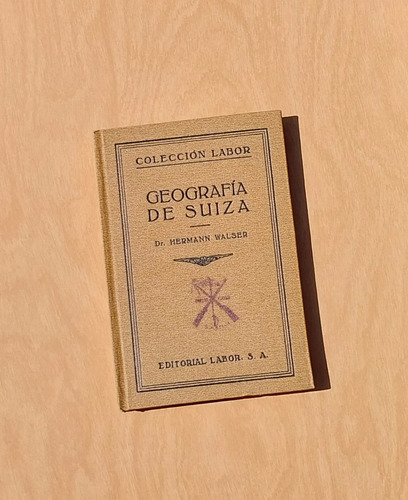 COLECCIÓN LABOR
GEOGRAFÍA
DE SUIZA
Dr. HERMANN WALSER
EDITORIAL LABOR, S. A.